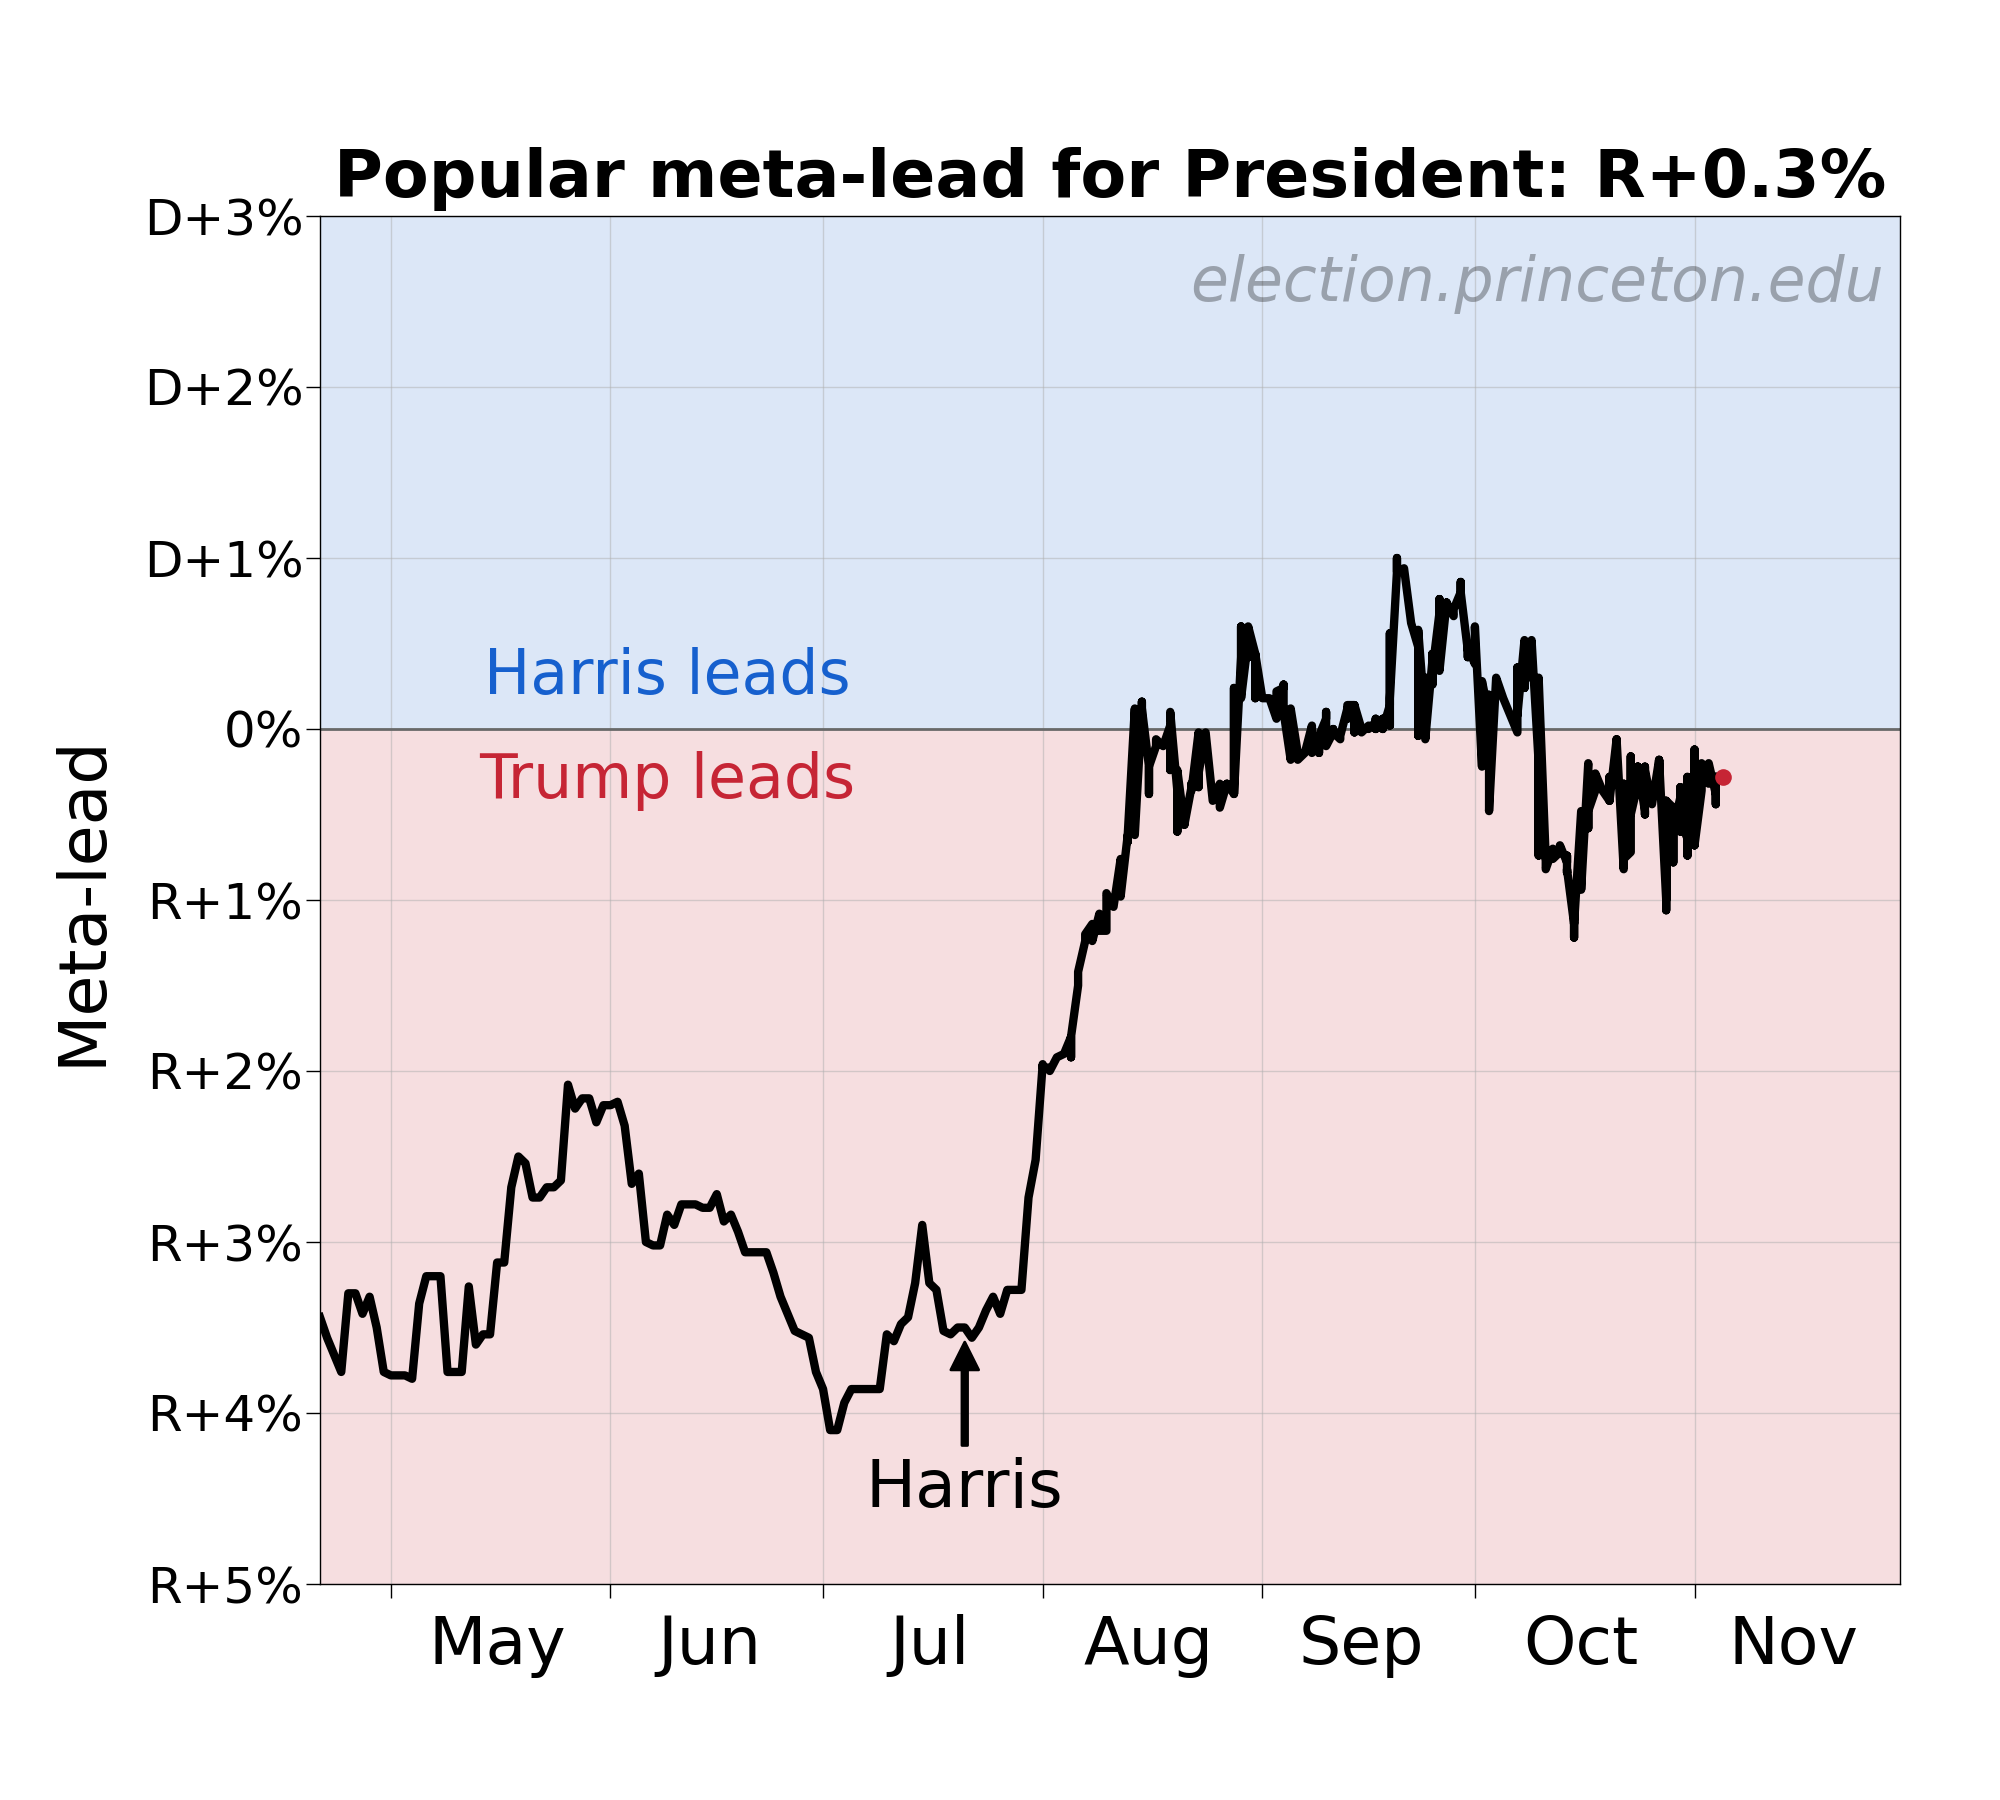 Popular meta-lead for President: R+0.3%
D+3%
election.princeton.edu
D+2%
D+1%
Harris leads
0%
Trump leads
Meta-lead
R+1%
R+2%
R+3%
R+4%
Harris
R+5%
May Jun Jul Aug Sep Oct Nov